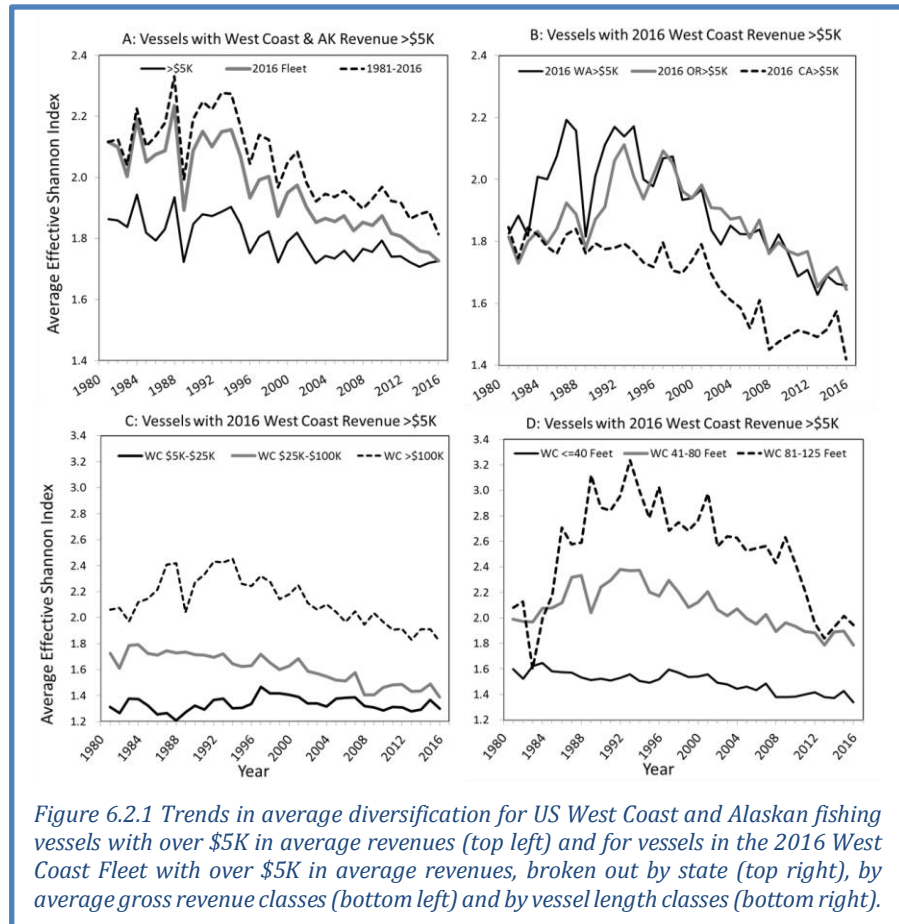 A: Vessels with West Coast & AK Revenue >$5K
>$5K 2016 Fleet 1981-2016
Average Effective Shannon Index
2.4
2.2
2.0
1.8
1.6
1.4
1980 1984 1988 1992 1996 2000 2004 2008 2012 2016
B: Vessels with 2016 West Coast Revenue >$5K
2016 WA>$5K 2016 OR>$5K 2016 CA>$5K
2.4
2.2
2.0
1.8
1.6
1.4
1980 1984 1988 1992 1996 2000 2004 2008 2012 2016
C: Vessels with 2016 West Coast Revenue >$5K
WC $5K-$25K WC $25K-$100K WC >$100K
Average Effective Shannon Index
3.4
3.2
3.0
2.8
2.6
2.4
2.2
2.0
1.8
1.6
1.4
1.2
1980 1984 1988 1992 1996 2000 2004 2008 2012 2016
Year
D: Vessels with 2016 West Coast Revenue >$5K
WC <=40 Feet WC 41-80 Feet WC 81-125 Feet
3.4
3.2
3.0
2.8
2.6
2.4
2.2
2.0
1.8
1.6
1.4
1.2
1980 1984 1988 1992 1996 2000 2004 2008 2012 2016
Year
Figure 6.2.1 Trends in average diversification for US West Coast and Alaskan fishing
vessels with over $5K in average revenues (top left) and for vessels in the 2016 West
Coast Fleet with over $5K in average revenues, broken out by state (top right), by
average gross revenue classes (bottom left) and by vessel length classes (bottom right).